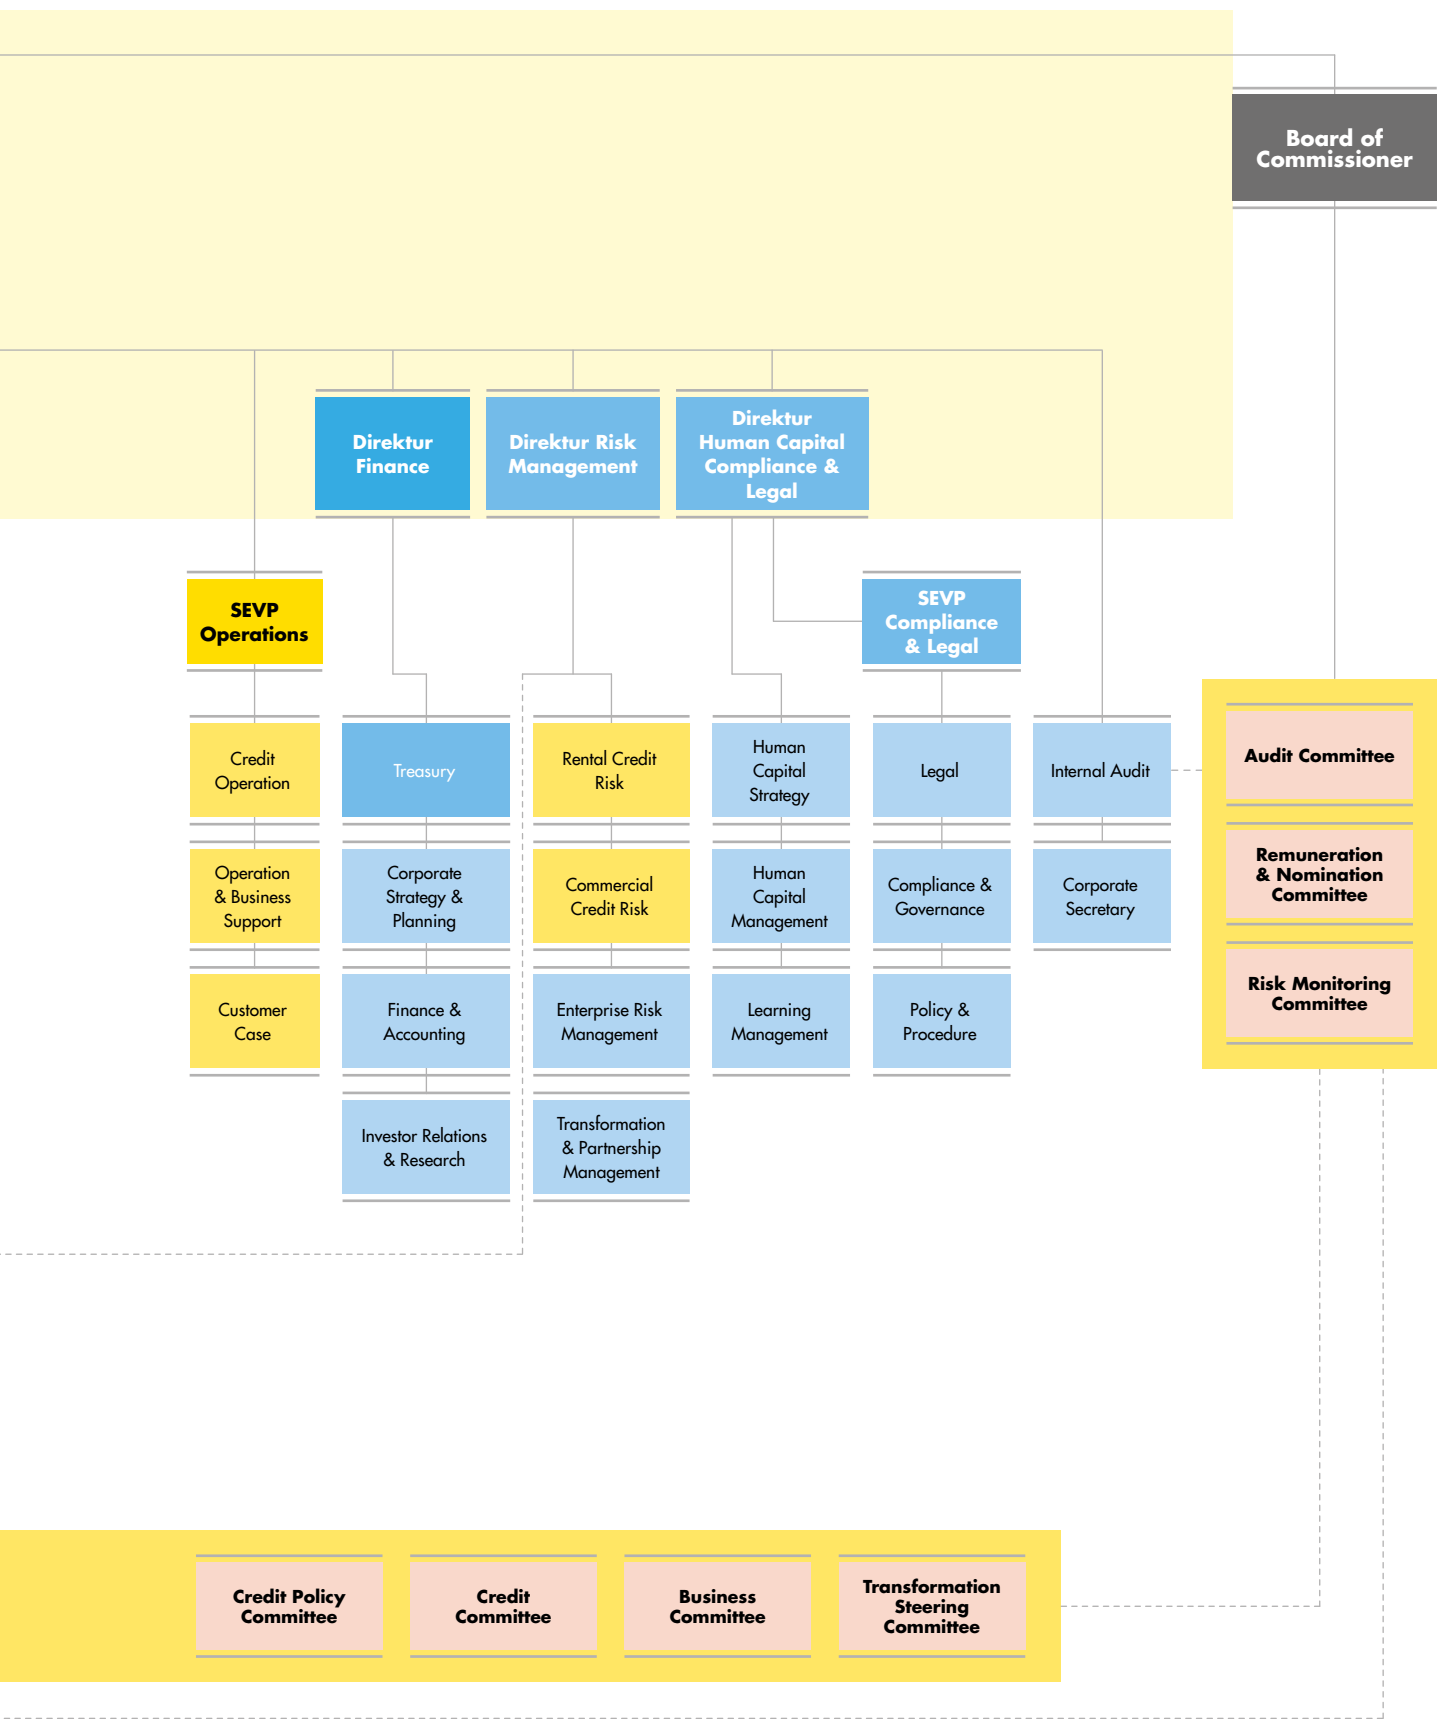 Board of
Commissioner
Direktur
Finance
Direktur Risk
Management
Direktur
Human Capital
Compliance &
Legal
SEVP
Operations
SEVP
Compliance
& Legal
Credit
Operation
Treasury
Rental Credit
Risk
Human
Capital
Strategy
Legal
Internal Audit
Audit Committee
Operation
& Business
Support
Corporate
Strategy &
Planning
Commercial
Credit Risk
Human
Capital
Management
Compliance &
Governance
Corporate
Secretary
Remuneration
& Nomination
Committee
Customer
Case
Finance &
Accounting
Enterprise Risk
Management
Learning
Management
Policy &
Procedure
Risk Monitoring
Committee
Investor Relations
& Research
Transformation
& Partnership
Management
Credit Policy
Committee
Credit
Committee
Business
Committee
Transformation
Steering
Committee